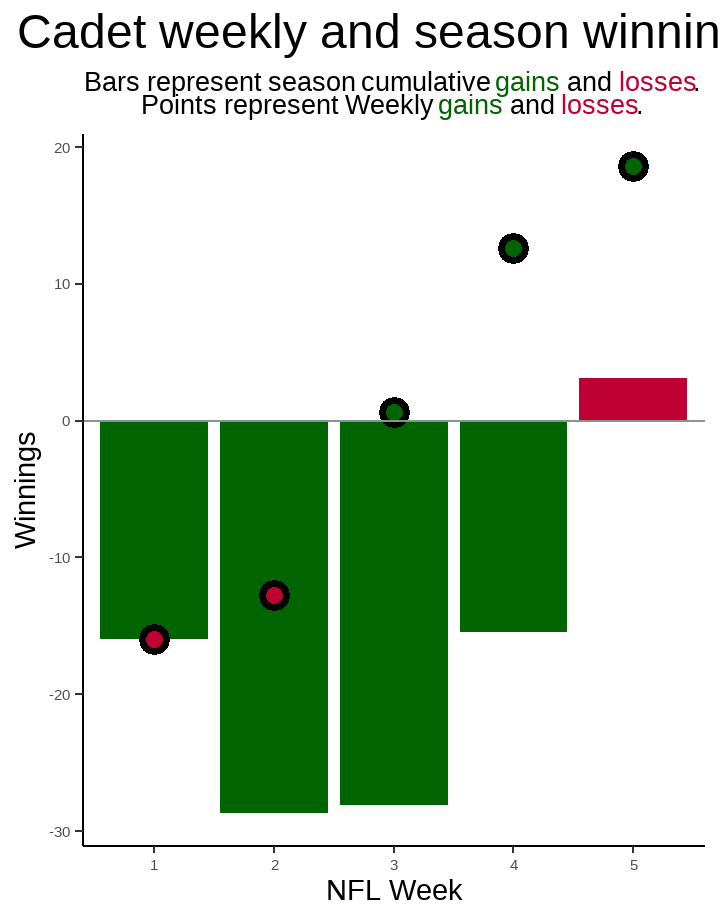 Cadet weekly and season winnin
Bars represent season cumulative gains and losses.
Points represent Weekly gains and losses.
20
10
0
-10
-20
-30
Winnings
1 2 3 4 5
NFL Week